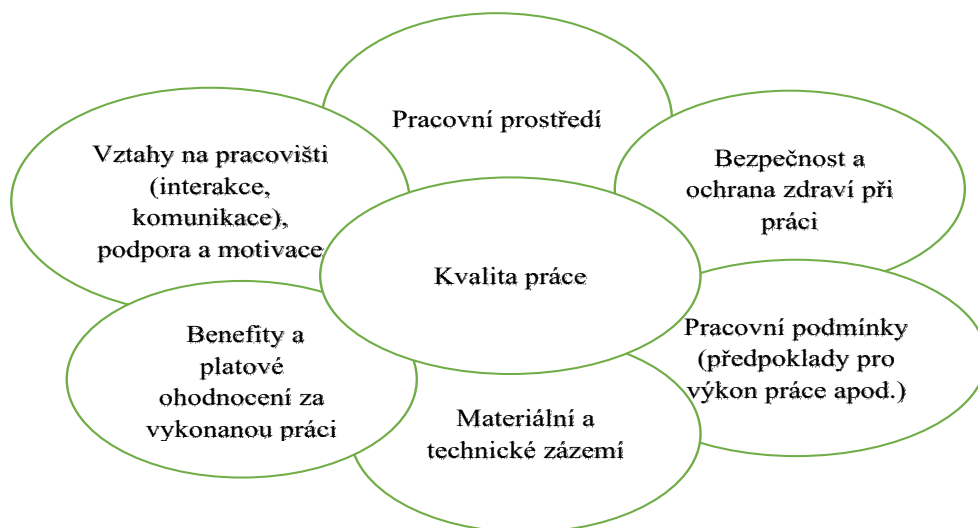 Pracovní prostředí
Vztahy na pracovišti
(interakce,
komunikace),
podpora a motivace
Bezpečnost a
ochrana zdraví při
práci
Kvalita práce
Benefity a
platové
ohodnocení za
vykonanou práci
Materiální a
technické zázemí
Pracovní podmínky
(předpoklady pro
výkon práce apod.)